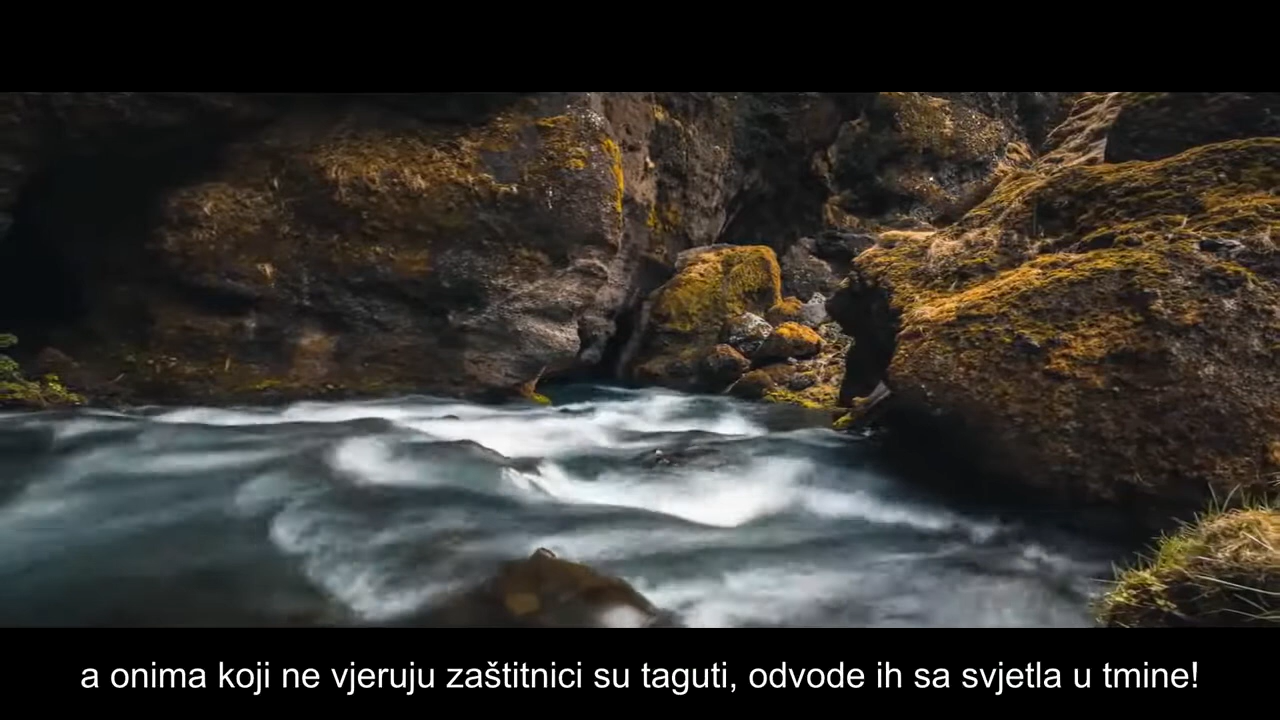 a onima koji ne vjeruju zaštitnici su taguti, odvode ih sa svjetla u tmine!